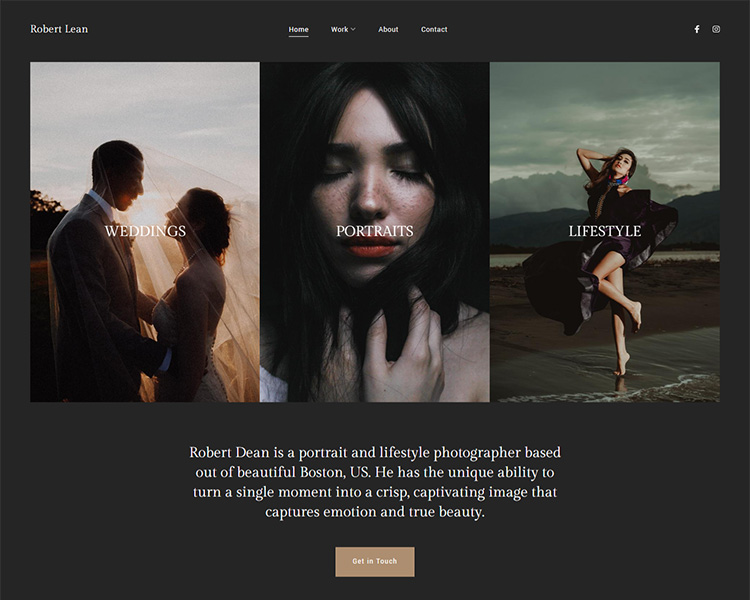 Robert Lean
Home Work About Contact
WEDDINGS
PORTRAITS
LIFESTYLE
Robert Dean is a portrait and lifestyle photographer based
out of beautiful Boston, US. He has the unique ability to
turn a single moment into a crisp, captivating image that
captures emotion and true beauty.
Get in Touch